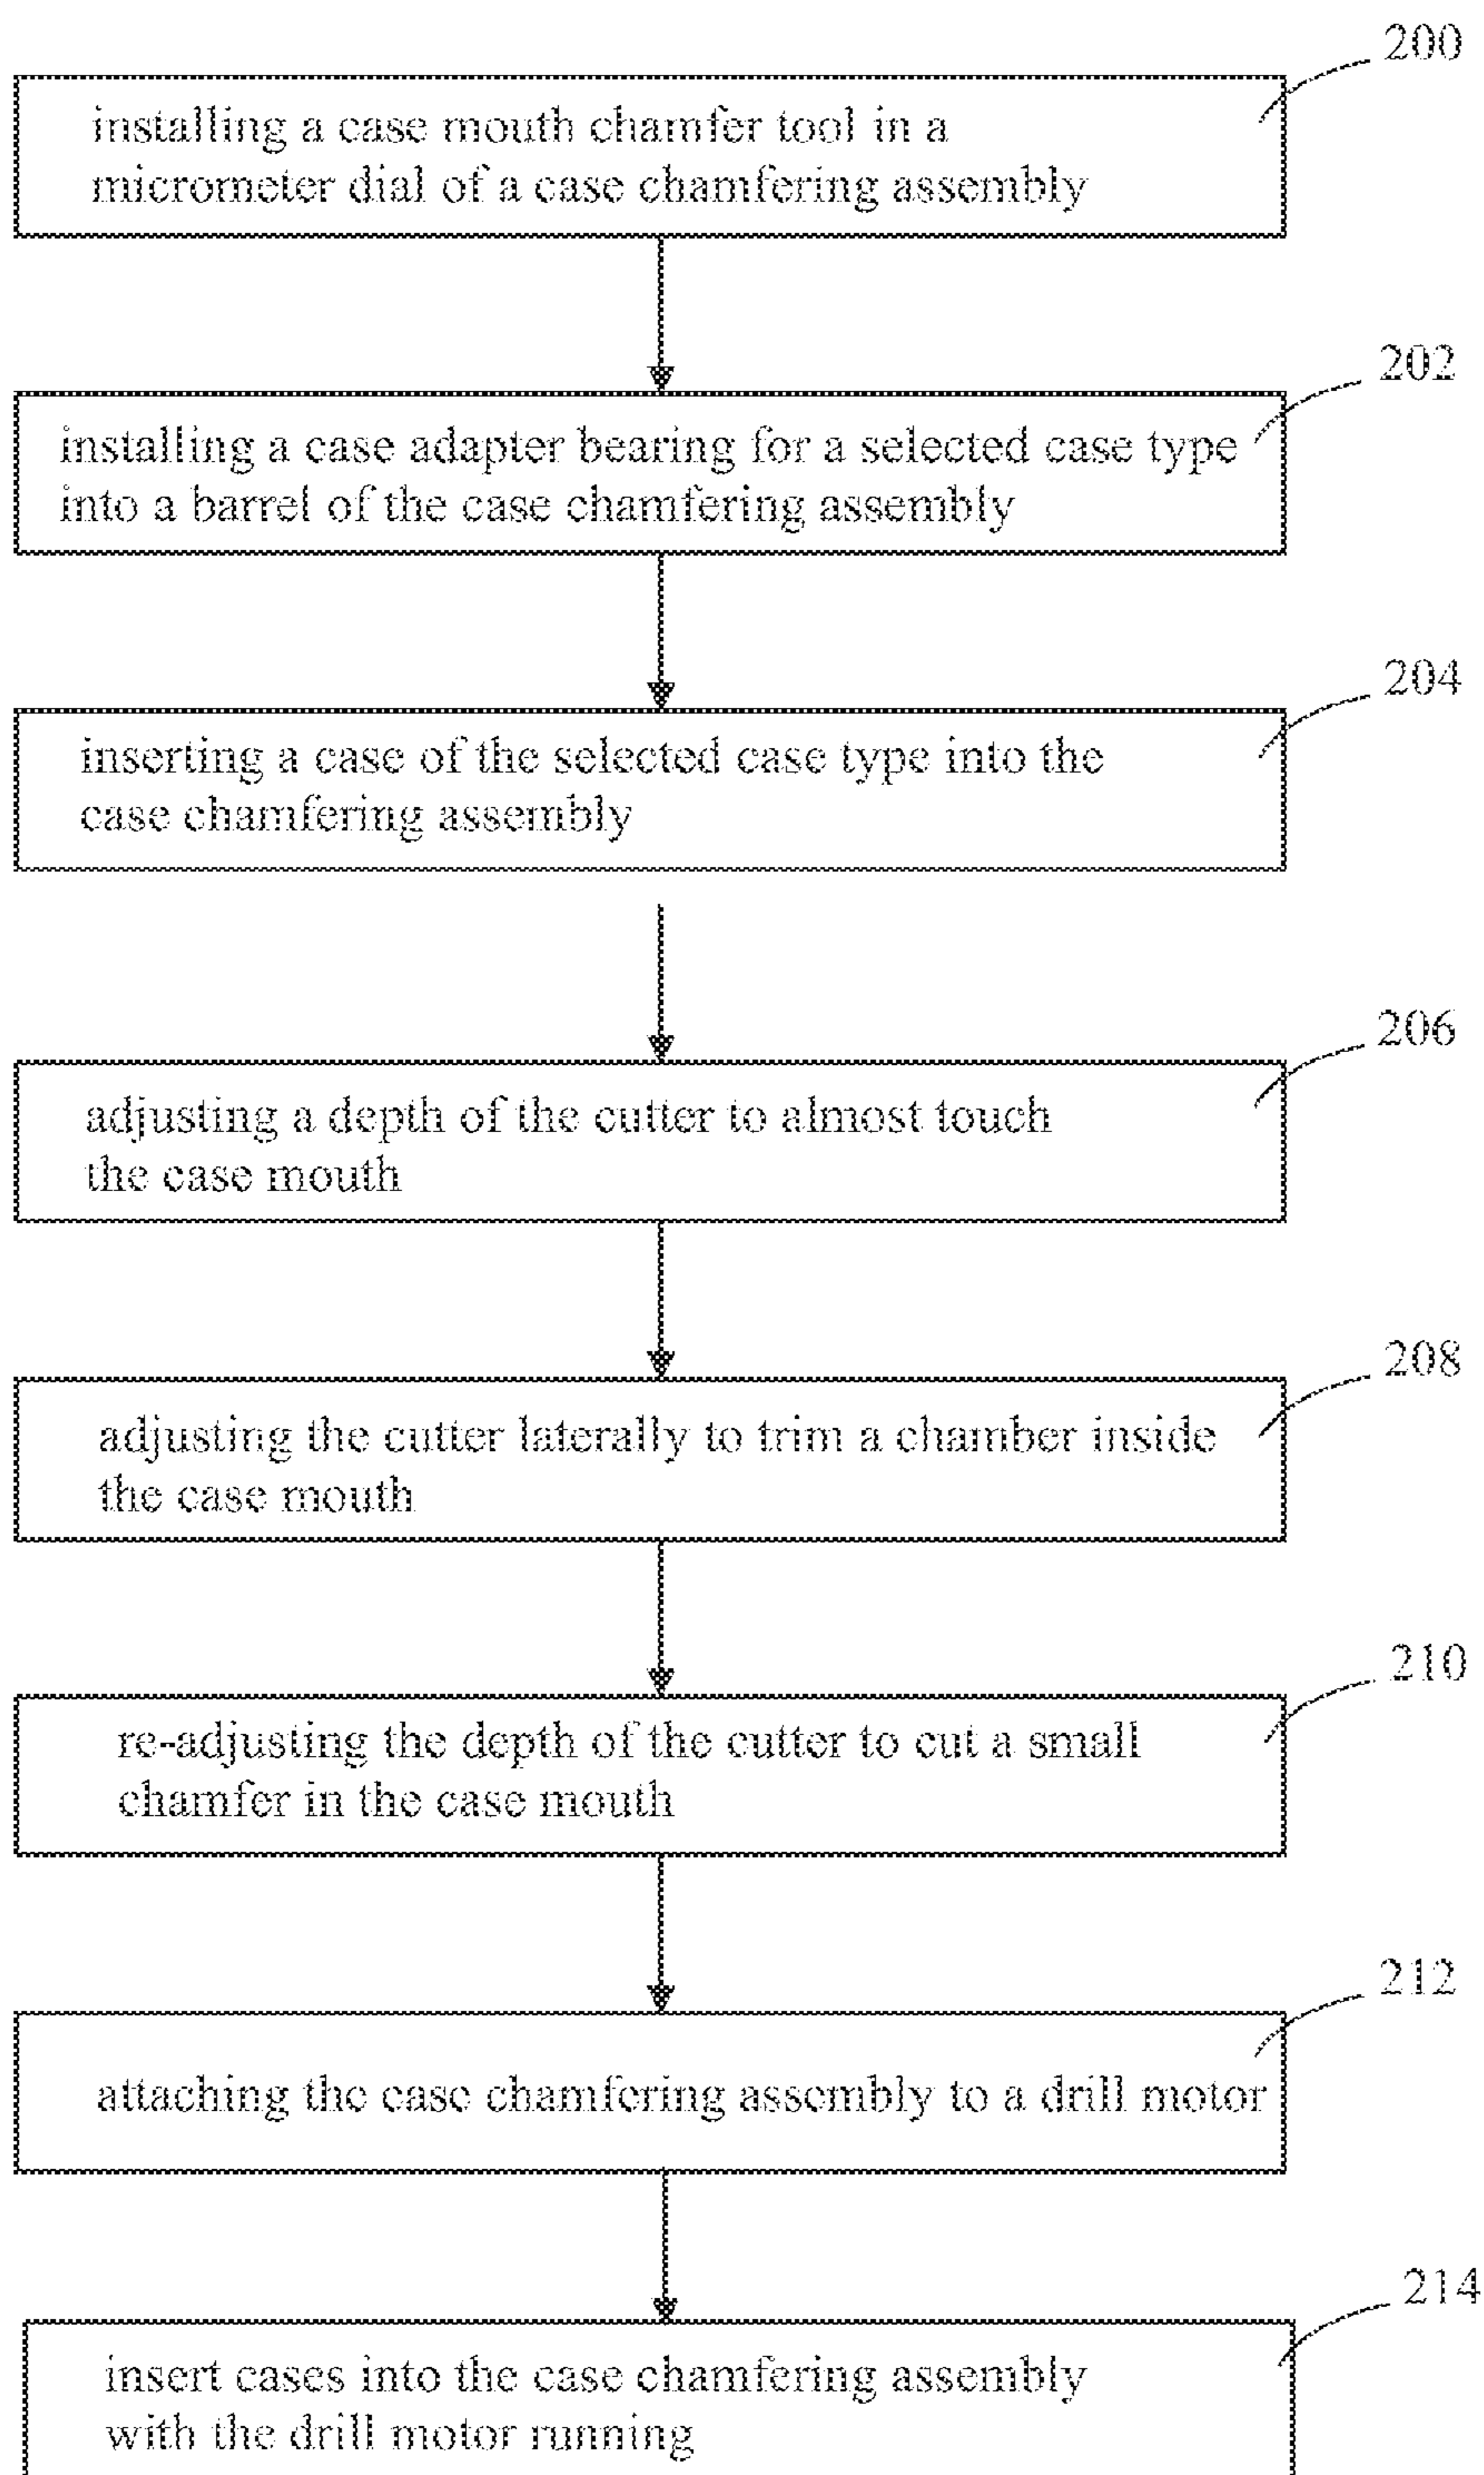 200
installing a case mouth chamfer tool in a
micrometer dial of a case chamfering assembly
202
installing a case adapter bearing for a selected case type
into a barrel of the case chamfering assembly
204
inserting a case of the selected case type into the
case chamfering assembly
206
adjusting a depth of the cutter to almost touch
the case mouth
208
adjusting the cutter laterally to trim a chamber inside
the case mouth
210
re-adjusting the depth of the cutter to cut a small
chamfer in the case mouth
212
attaching the case chamfering assembly to a drill motor
214
insert cases into the case chamfering assembly
with the drill motor running